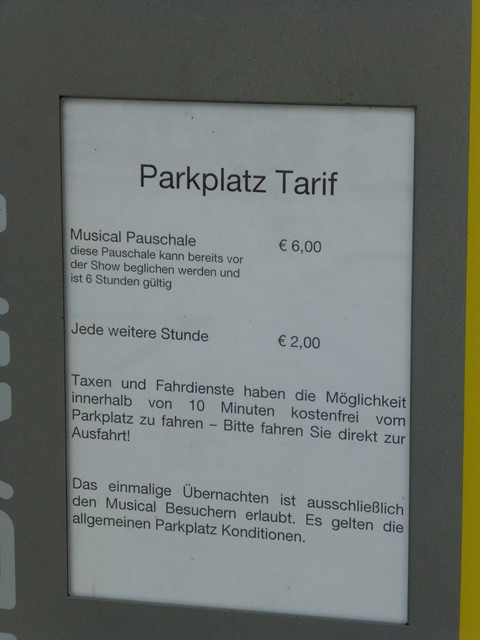 Parkplatz Tarif
Musical Pauschale € 6,00
diese Pauschale kann bereits vor
der Show beglichen werden und
ist 6 Stunden gültig
Jede weitere Stunde € 2,00
Taxen und Fahrdienste haben die Möglichkeit
innerhalb von 10 Minuten kostenfrei vom
Parkplatz zu fahren – Bitte fahren Sie direkt zur
Ausfahrt!
Das einmalige Übernachten ist ausschließlich
den Musical Besuchern erlaubt. Es gelten die
allgemeinen Parkplatz Konditionen.